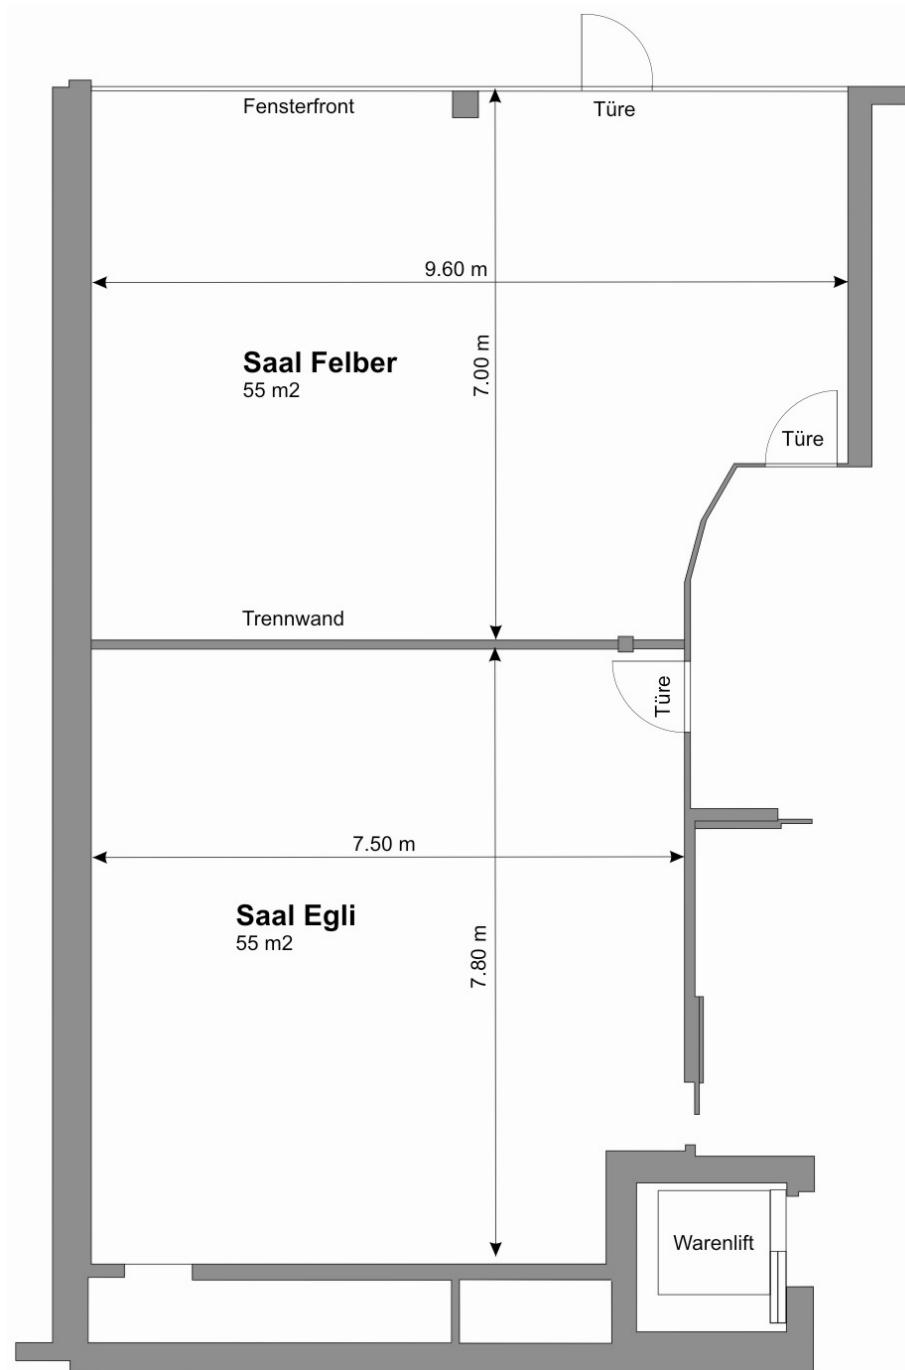 Fensterfront
Türe
9.60 m
7.00 m
Saal Felber
55 m2
Türe
Trennwand
Türe
7.50 m
Saal Egli
55 m2
7.80 m
Warenlift